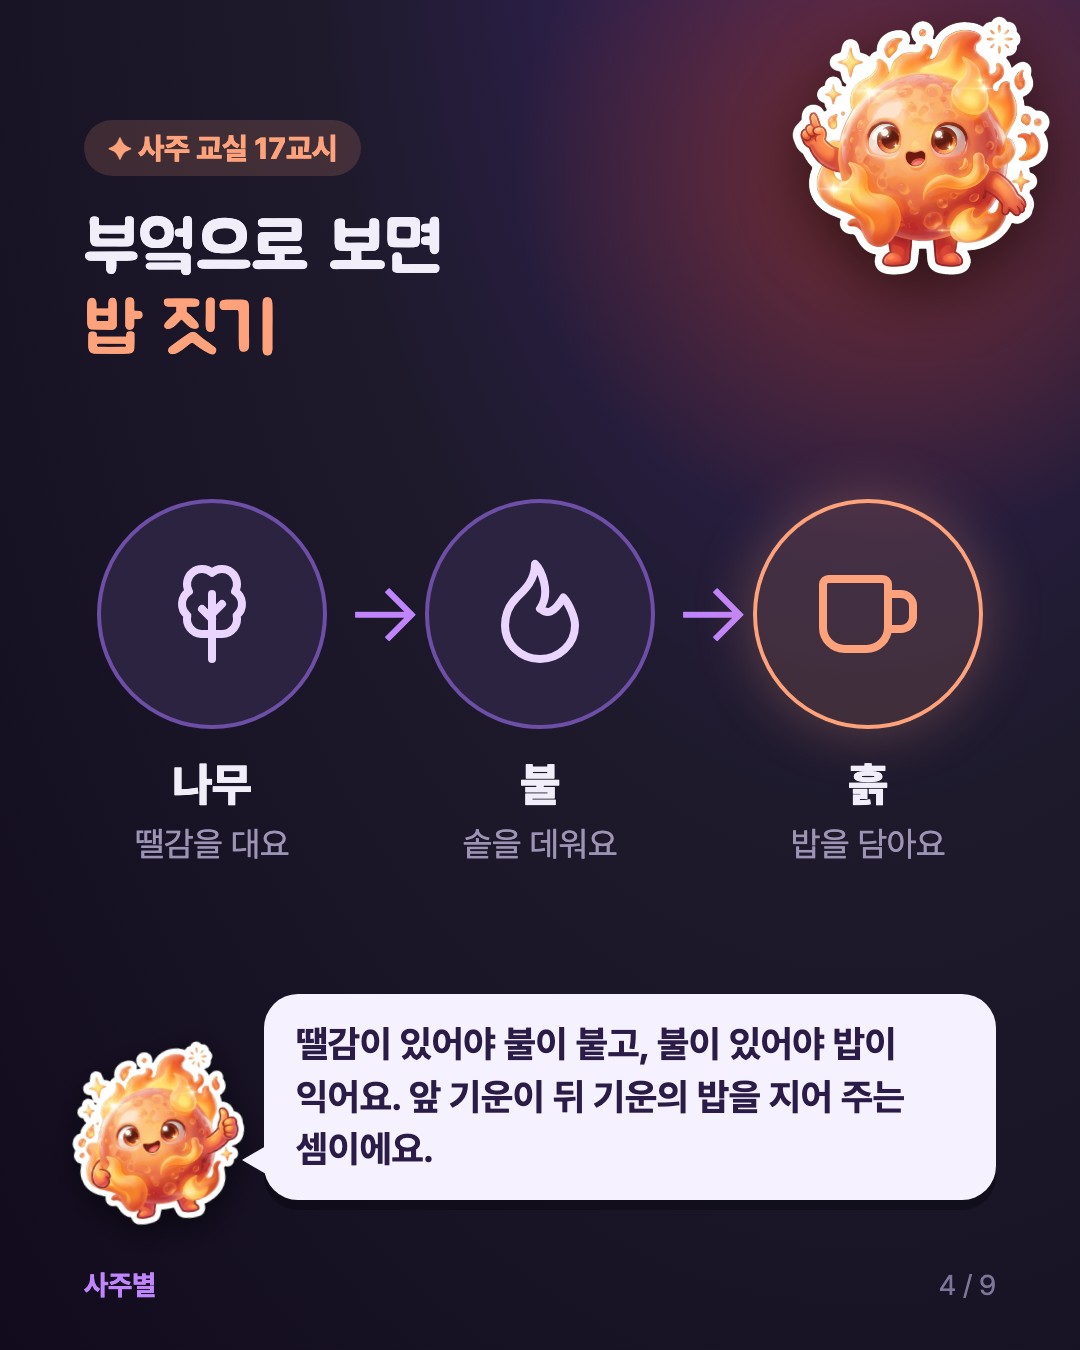 ✦ 사주 교실 17교시
부엌으로 보면
밥 짓기
나무
땔감을 대요
불
솥을 데워요
흙
밥을 담아요
땔감이 있어야 불이 붙고, 불이 있어야 밥이
익어요. 앞 기운이 뒤 기운의 밥을 지어 주는
셈이에요.
사주별
4 / 9